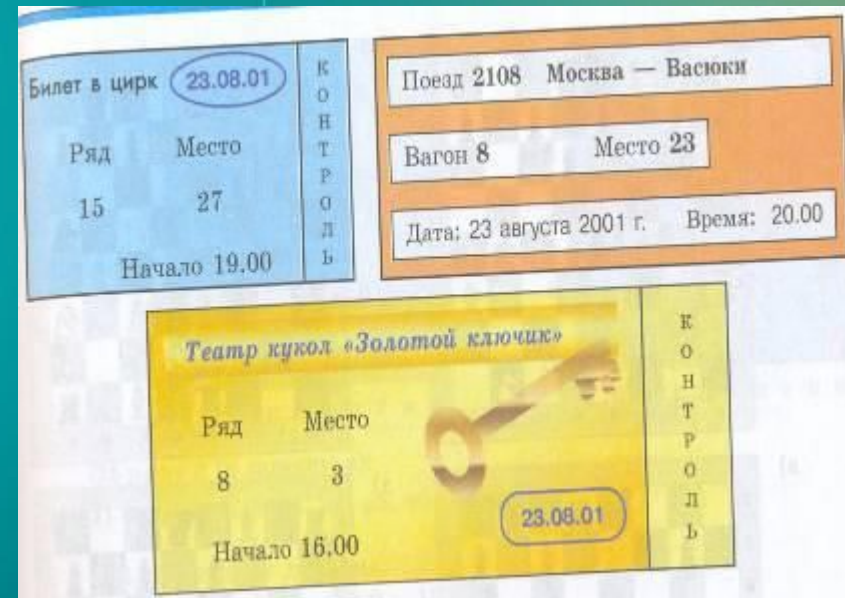 Билет в цирк 23.08.01
Ряд Место
15 27
Начало 19.00
КОНТРОЛЬ
Поезд 2108 Москва — Васюки
Вагон 8 Место 23
Дата: 23 августа 2001 г. Время: 20.00
Театр кукол «Золотой ключик»
Ряд Место
8 3
23.08.01
Начало 16.00
КОНТРОЛЬ